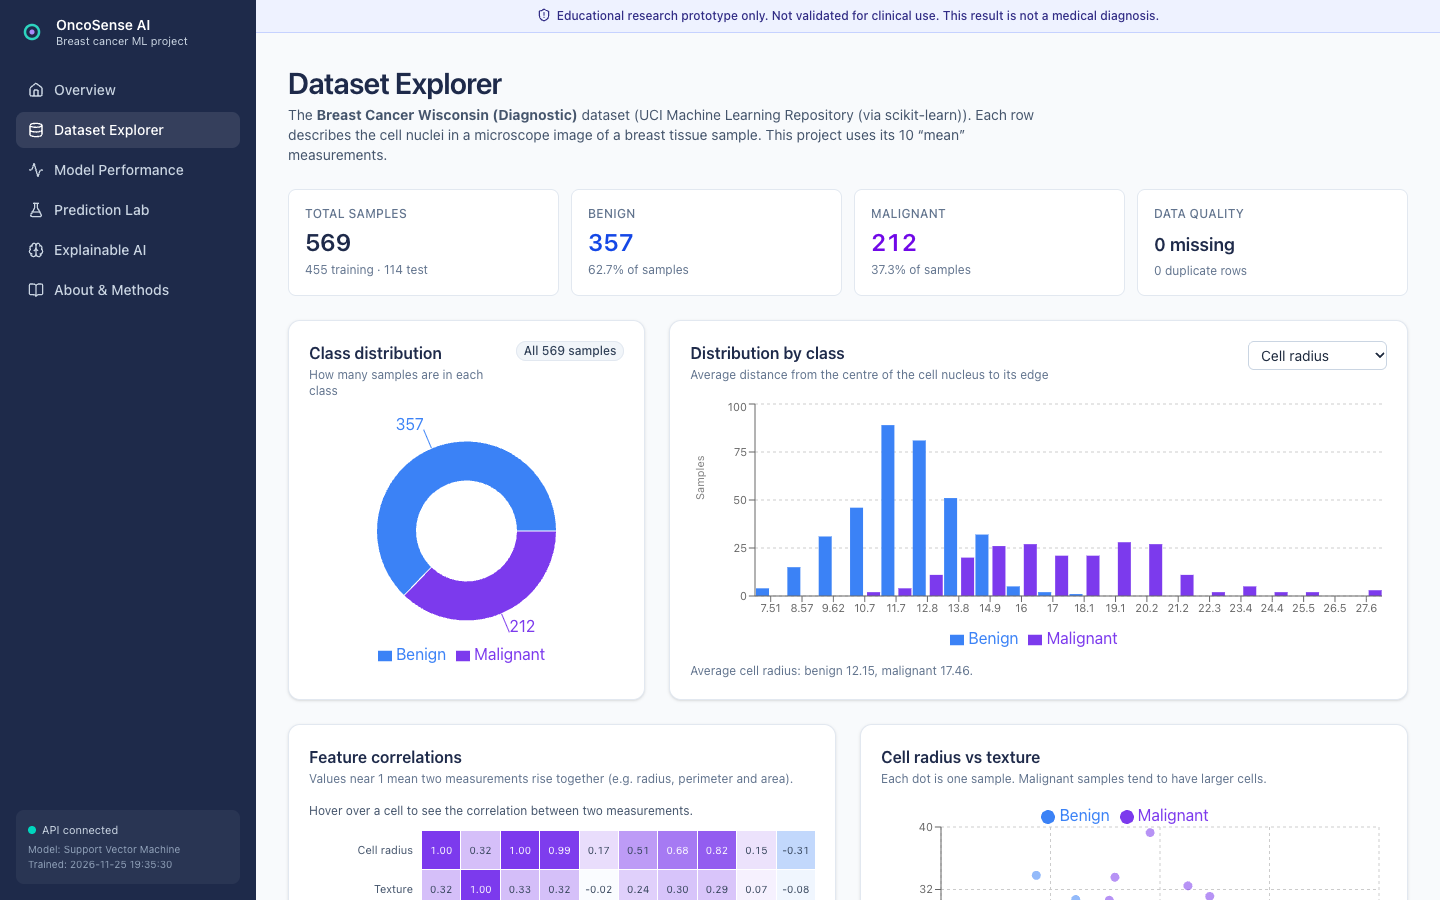 OncoSense AI
Breast cancer ML project
Overview
Dataset Explorer
Model Performance
Prediction Lab
Explainable AI
About & Methods
API connected
Model: Support Vector Machine
Trained: 2026-11-25 19:35:30
Educational research prototype only. Not validated for clinical use. This result is not a medical diagnosis.
Dataset Explorer
The Breast Cancer Wisconsin (Diagnostic) dataset (UCI Machine Learning Repository (via scikit-learn)). Each row
describes the cell nuclei in a microscope image of a breast tissue sample. This project uses its 10 “mean”
measurements.
TOTAL SAMPLES
569
455 training · 114 test
BENIGN
357
62.7% of samples
MALIGNANT
212
37.3% of samples
DATA QUALITY
0 missing
0 duplicate rows
Class distribution
All 569 samples
How many samples are in each
class
357
212
Benign Malignant
Distribution by class
Cell radius
Average distance from the centre of the cell nucleus to its edge
Samples
100
75
50
25
0
7.51 8.57 9.62 10.7 11.7 12.8 13.8 14.9 16 17 18.1 19.1 20.2 21.2 22.3 23.4 24.4 25.5 26.5 27.6
Benign Malignant
Average cell radius: benign 12.15, malignant 17.46.
Feature correlations
Values near 1 mean two measurements rise together (e.g. radius, perimeter and area).
Hover over a cell to see the correlation between two measurements.
Cell radius 1.00 0.32 1.00 0.99 0.17 0.51 0.68 0.82 0.15 -0.31
Texture 0.32 1.00 0.33 0.32 -0.02 0.24 0.30 0.29 0.07 -0.08
Cell radius vs texture
Each dot is one sample. Malignant samples tend to have larger cells.
Benign Malignant
40
32